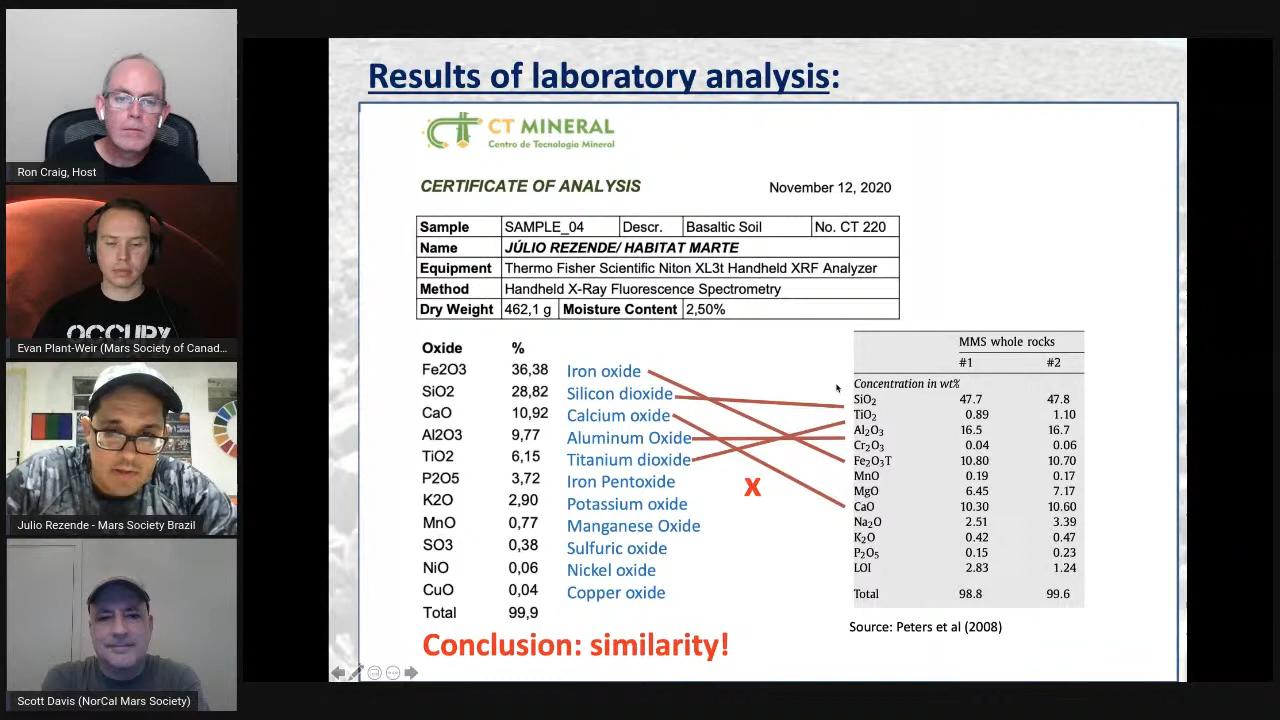 Ron Craig, Host
OCCUPY
Evan Plant-Weir (Mars Society of Canad...
Julio Rezende - Mars Society Brazil
Scott Davis (NorCal Mars Society)
Results of laboratory analysis:
CT MINERAL
Centro de Tecnologia Mineral
CERTIFICATE OF ANALYSIS November 12, 2020
Sample SAMPLE_04 Descr. Basaltic Soil No. CT 220
Name JÚLIO REZENDE/ HABITAT MARTE
Equipment Thermo Fisher Scientific Niton XL3t Handheld XRF Analyzer
Method Handheld X-Ray Fluorescence Spectrometry
Dry Weight 462,1 g Moisture Content 2,50%
Oxide %
Fe2O3 36,38 Iron oxide
SiO2 28,82 Silicon dioxide
CaO 10,92 Calcium oxide
Al2O3 9,77 Aluminum Oxide
TiO2 6,15 Titanium dioxide
P2O5 3,72 Iron Pentoxide
K2O 2,90 Potassium oxide
MnO 0,77 Manganese Oxide
SO3 0,38 Sulfuric oxide
NiO 0,06 Nickel oxide
CuO 0,04 Copper oxide
Total 99,9
X
MMS whole rocks
#1 #2
Concentration in wt%
SiO₂ 47.7 47.8
TiO₂ 0.89 1.10
Al₂O₃ 16.5 16.7
Cr₂O₃ 0.04 0.06
Fe₂O₃T 10.80 10.70
MnO 0.19 0.17
MgO 6.45 7.17
CaO 10.30 10.60
Na₂O 2.51 3.39
K₂O 0.42 0.47
P₂O₅ 0.15 0.23
LOI 2.83 1.24
Total 98.8 99.6
Source: Peters et al (2008)
Conclusion: similarity!